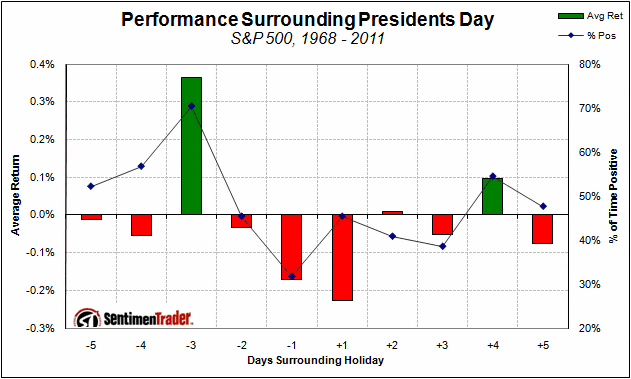 Performance Surrounding Presidents Day
S&P 500, 1968 - 2011
Avg Ret
% Pos
0.4%
0.3%
0.2%
0.1%
0.0%
-0.1%
-0.2%
-0.3%
Average Return
80%
70%
60%
50%
40%
30%
20%
% of Time Positive
SentimenTrader
-5 -4 -3 -2 -1 +1 +2 +3 +4 +5
Days Surrounding Holiday